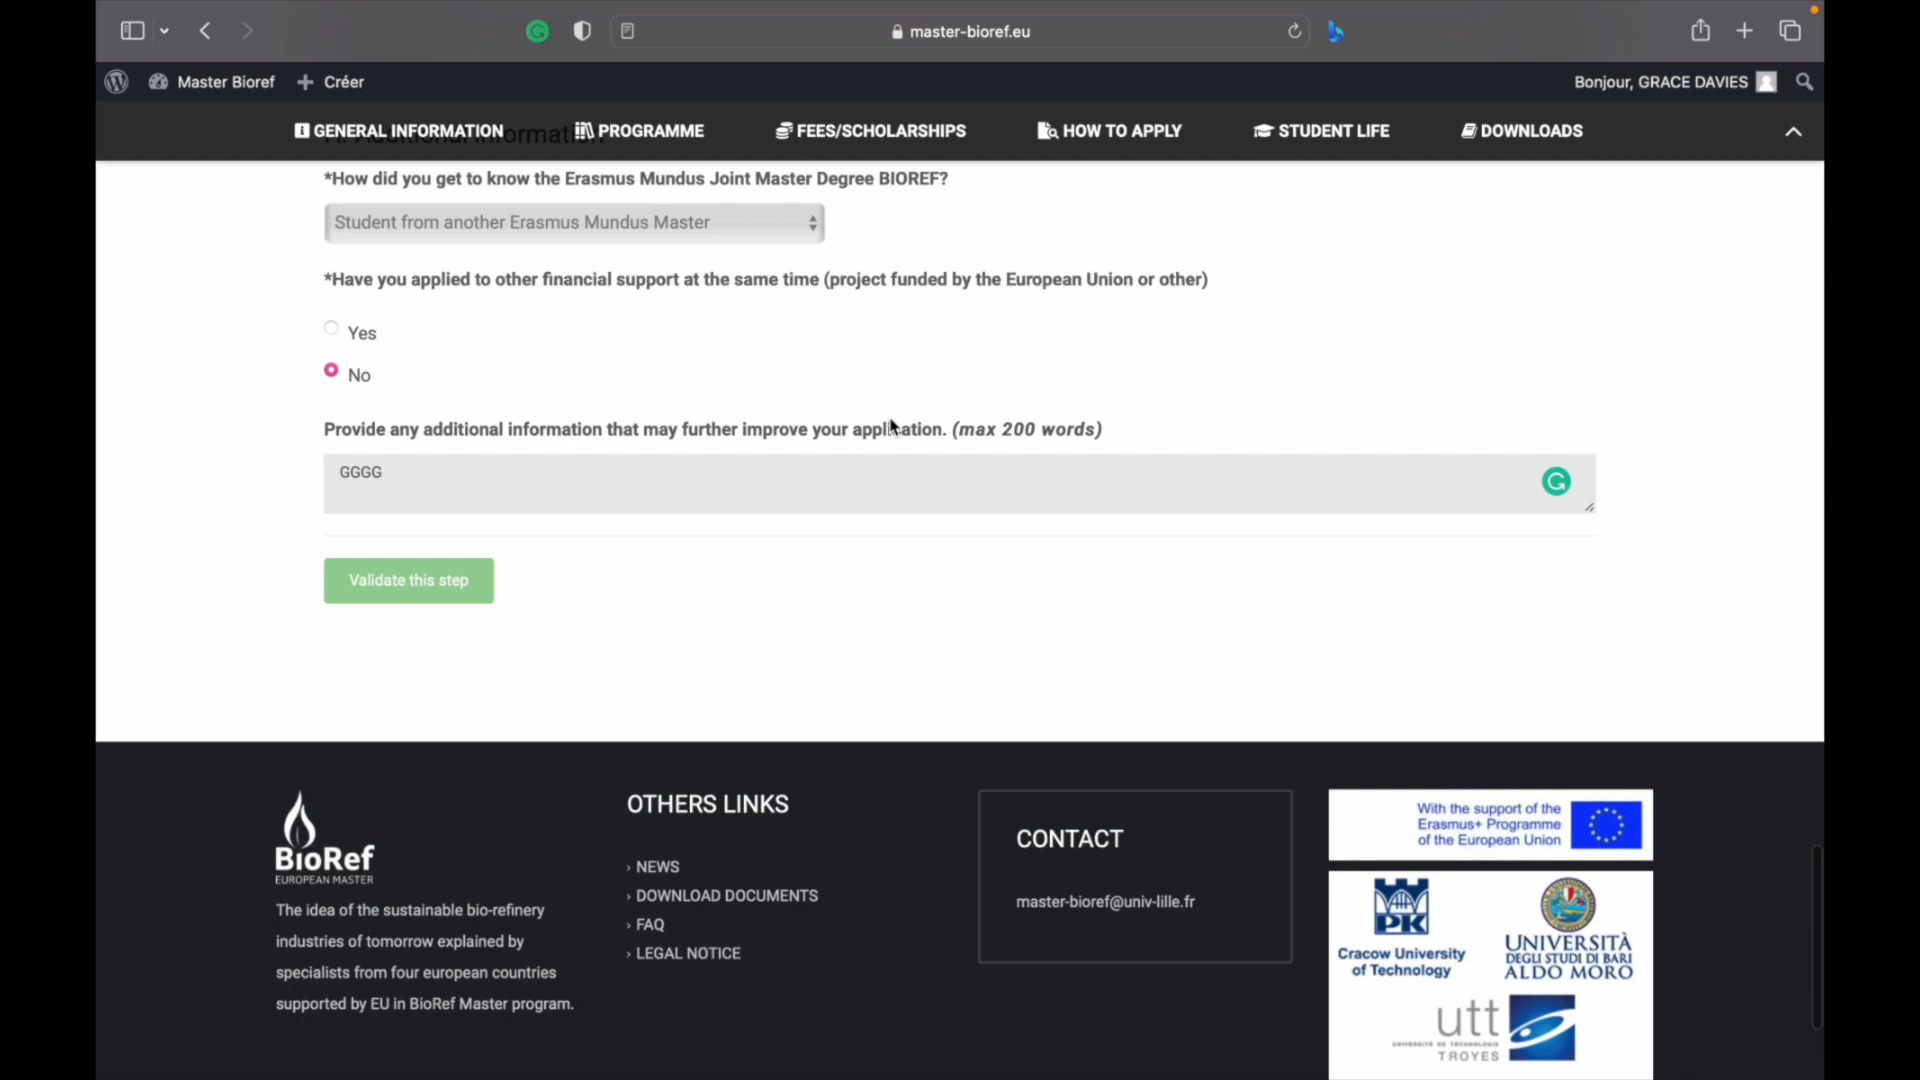 master-bioref.eu
Master Bioref
Créer
Bonjour, GRACE DAVIES
GENERAL INFORMATION
PROGRAMME
FEES/SCHOLARSHIPS
HOW TO APPLY
STUDENT LIFE
DOWNLOADS
*How did you get to know the Erasmus Mundus Joint Master Degree BIOREF?
Student from another Erasmus Mundus Master
*Have you applied to other financial support at the same time (project funded by the European Union or other)
Yes
No
Provide any additional information that may further improve your application. (max 200 words)
GGGG
Validate this step
BioRef
EUROPEAN MASTER
The idea of the sustainable bio-refinery
industries of tomorrow explained by
specialists from four european countries
supported by EU in BioRef Master program.
OTHERS LINKS
› NEWS
› DOWNLOAD DOCUMENTS
› FAQ
› LEGAL NOTICE
CONTACT
master-bioref@univ-lille.fr
With the support of the
Erasmus+ Programme
of the European Union
PK
Cracow University
of Technology
UNIVERSITÀ
DEGLI STUDI DI BARI
ALDO MORO
utt
UNIVERSITÉ DE TECHNOLOGIE
TROYES